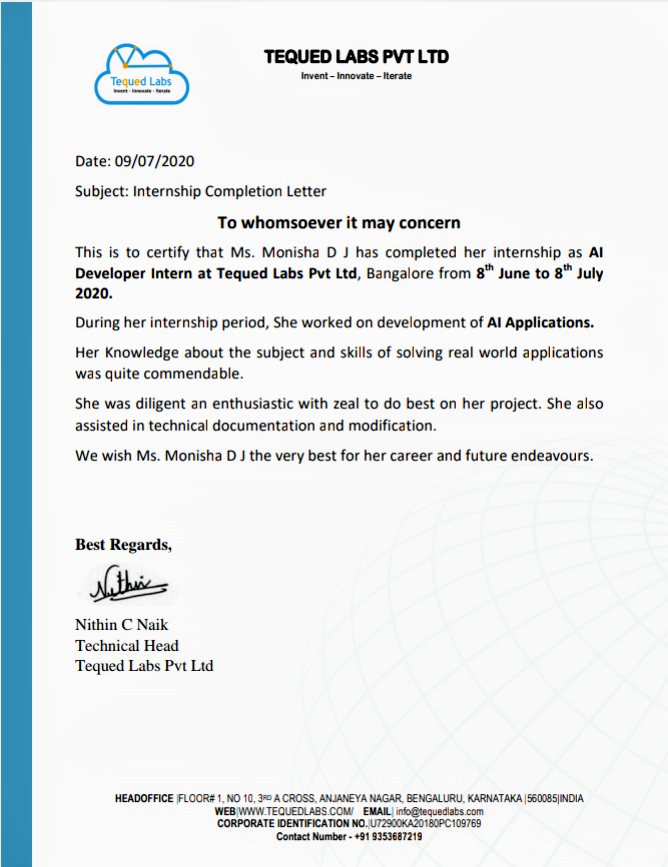 TEQUED LABS PVT LTD
Invent – Innovate – Iterate
Tequed Labs
Invent - Innovate - Iterate
Date: 09/07/2020
Subject: Internship Completion Letter
To whomsoever it may concern
This is to certify that Ms. Monisha D J has completed her internship as AI
Developer Intern at Tequed Labs Pvt Ltd, Bangalore from 8th June to 8th July
2020.
During her internship period, She worked on development of AI Applications.
Her Knowledge about the subject and skills of solving real world applications
was quite commendable.
She was diligent an enthusiastic with zeal to do best on her project. She also
assisted in technical documentation and modification.
We wish Ms. Monisha D J the very best for her career and future endeavours.
Best Regards,
Nithin
Nithin C Naik
Technical Head
Tequed Labs Pvt Ltd
HEADOFFICE |FLOOR# 1, NO 10, 3RD A CROSS, ANJANEYA NAGAR, BENGALURU, KARNATAKA |560085|INDIA
WEB|WWW.TEQUEDLABS.COM/ EMAIL| info@tequedlabs.com
CORPORATE IDENTIFICATION NO.|U72900KA20180PC109769
Contact Number - +91 9353687219